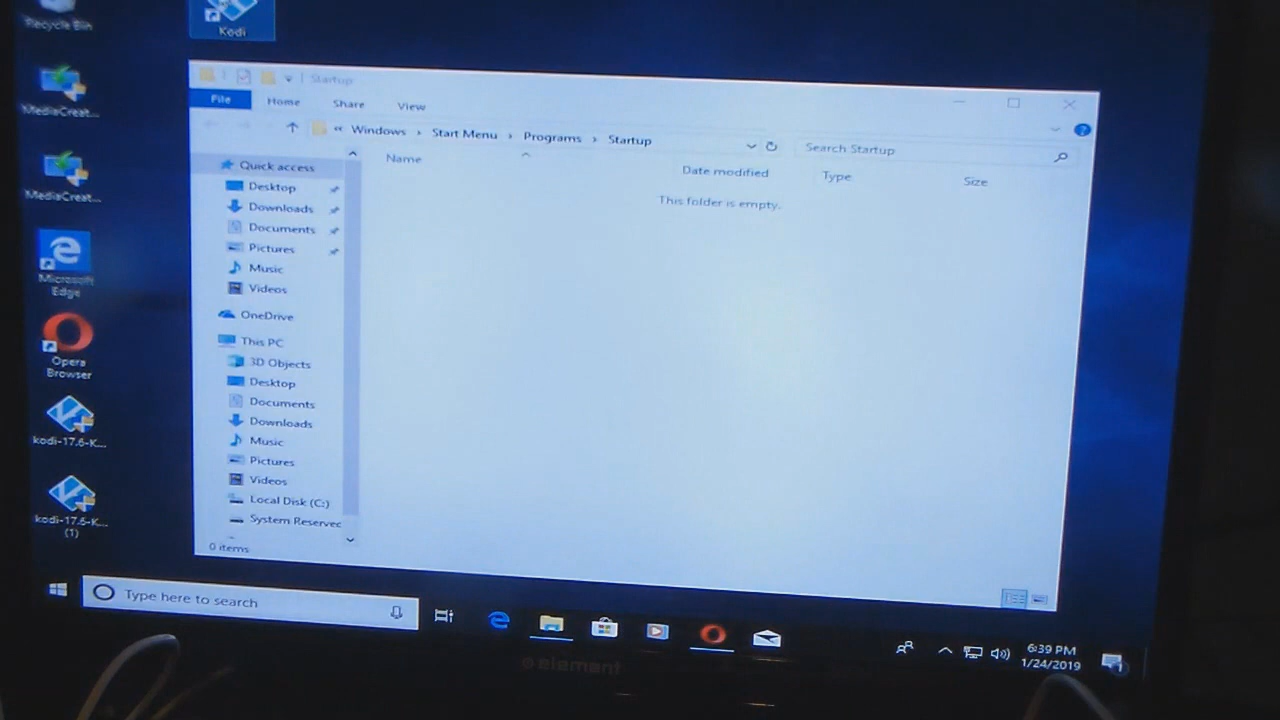 Recycle Bin
Kodi
MediaCreat...
MediaCreat...
Microsoft
Edge
Opera
Browser
kodi-17.6-K...
kodi-17.6-K...
(1)
Startup
File Home Share View
« Windows › Start Menu › Programs › Startup
Search Startup
Name Date modified Type Size
This folder is empty.
Quick access
Desktop
Downloads
Documents
Pictures
Music
Videos
OneDrive
This PC
3D Objects
Desktop
Documents
Downloads
Music
Pictures
Videos
Local Disk (C:)
System Reserved
0 items
Type here to search
6:39 PM
1/24/2019
element